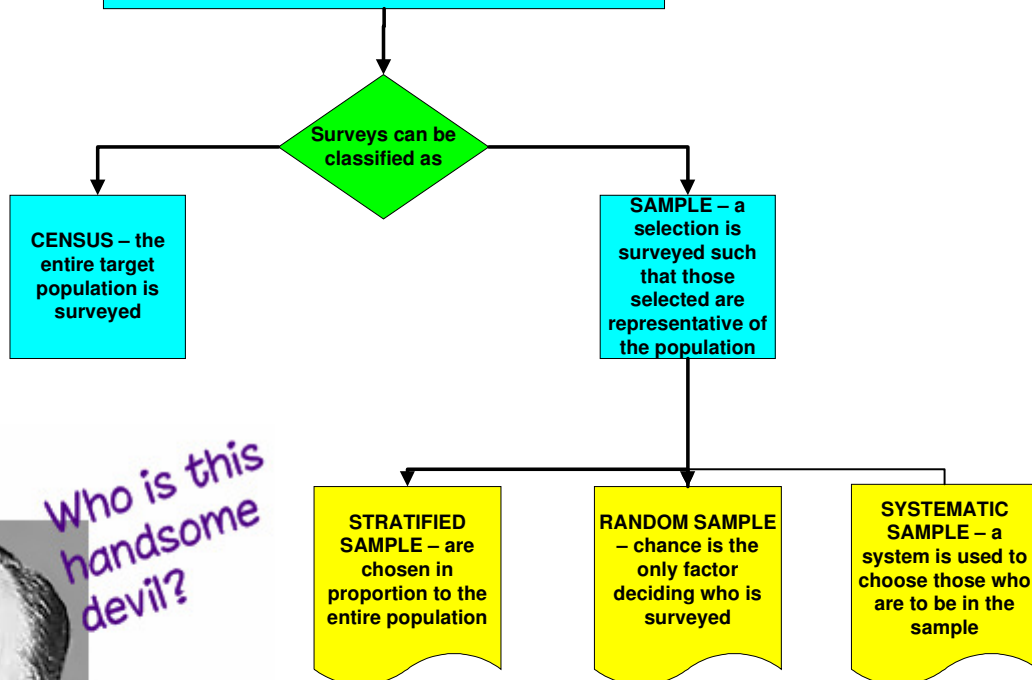 Surveys can be
classified as
CENSUS – the
entire target
population is
surveyed
SAMPLE – a
selection is
surveyed such
that those
selected are
representative of
the population
Who is this
handsome
devil?
STRATIFIED
SAMPLE – are
chosen in
proportion to the
entire population
RANDOM SAMPLE
– chance is the
only factor
deciding who is
surveyed
SYSTEMATIC
SAMPLE – a
system is used to
choose those who
are to be in the
sample